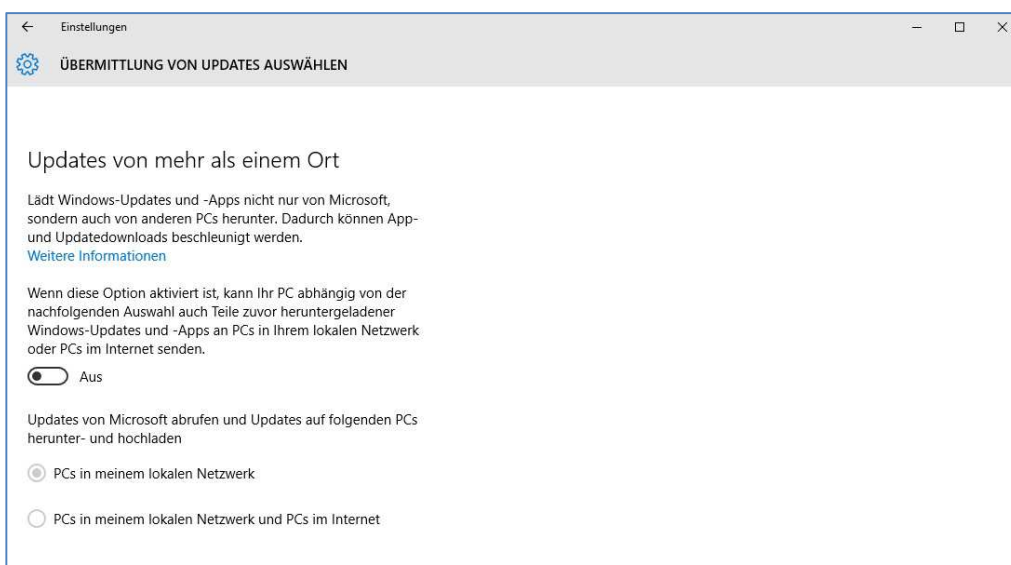 Einstellungen
ÜBERMITTLUNG VON UPDATES AUSWÄHLEN
Updates von mehr als einem Ort
Lädt Windows-Updates und -Apps nicht nur von Microsoft,
sondern auch von anderen PCs herunter. Dadurch können App-
und Updatedownloads beschleunigt werden.
Weitere Informationen
Wenn diese Option aktiviert ist, kann Ihr PC abhängig von der
nachfolgenden Auswahl auch Teile zuvor heruntergeladener
Windows-Updates und -Apps an PCs in Ihrem lokalen Netzwerk
oder PCs im Internet senden.
Aus
Updates von Microsoft abrufen und Updates auf folgenden PCs
herunter- und hochladen
PCs in meinem lokalen Netzwerk
PCs in meinem lokalen Netzwerk und PCs im Internet